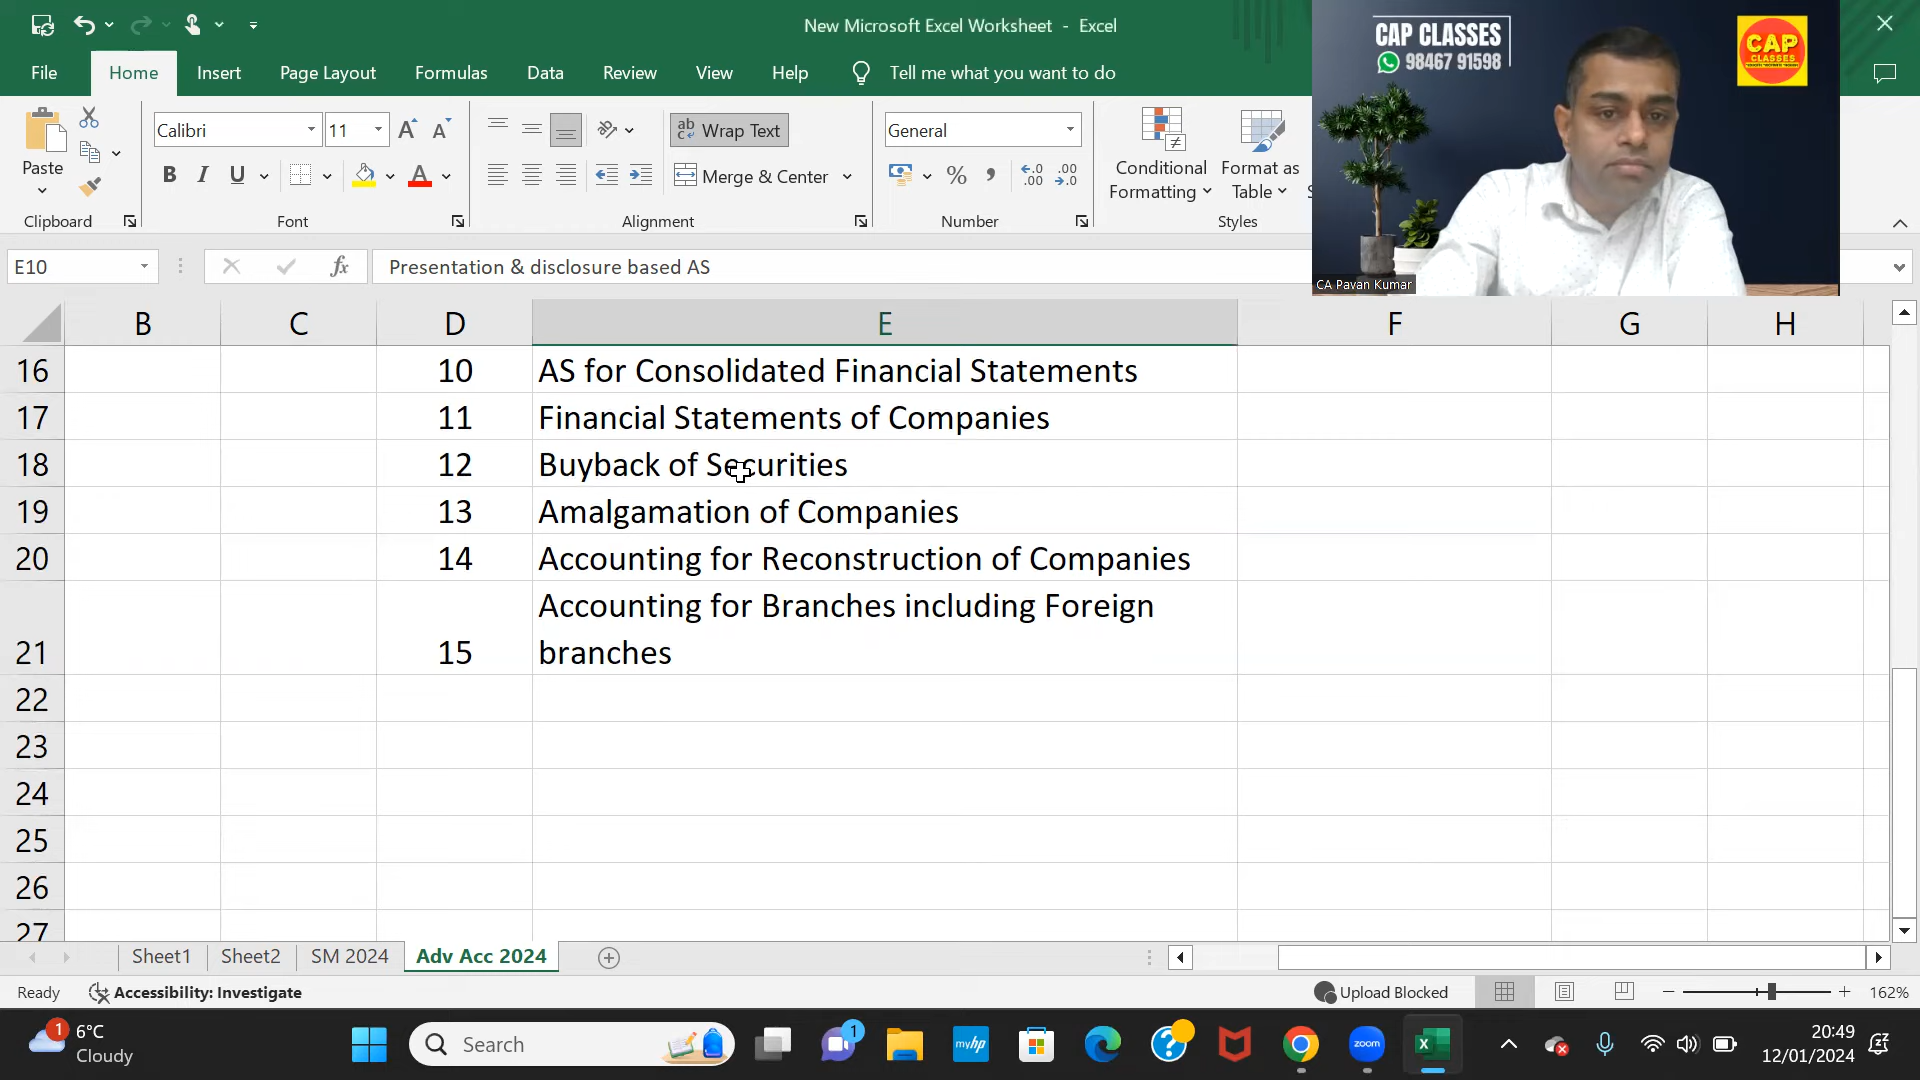 New Microsoft Excel Worksheet - Excel
File
Home
Insert
Page Layout
Formulas
Data
Review
View
Help
Tell me what you want to do
Paste
Clipboard
Calibri
11
A
A
B
I
U
A
Font
ab
Wrap Text
Merge & Center
Alignment
General
%
,
Number
Conditional
Formatting
Format as
Table
Styles
CAP CLASSES
98467 91598
CAP
CLASSES
CA Pavan Kumar
E10
fx
Presentation & disclosure based AS
B
C
D
E
F
G
H
16
10
AS for Consolidated Financial Statements
17
11
Financial Statements of Companies
18
12
Buyback of Securities
19
13
Amalgamation of Companies
20
14
Accounting for Reconstruction of Companies
21
15
Accounting for Branches including Foreign
branches
22
23
24
25
26
27
Sheet1
Sheet2
SM 2024
Adv Acc 2024
Ready
Accessibility: Investigate
Upload Blocked
162%
1
6°C
Cloudy
Search
1
myhp
zoom
20:49
12/01/2024